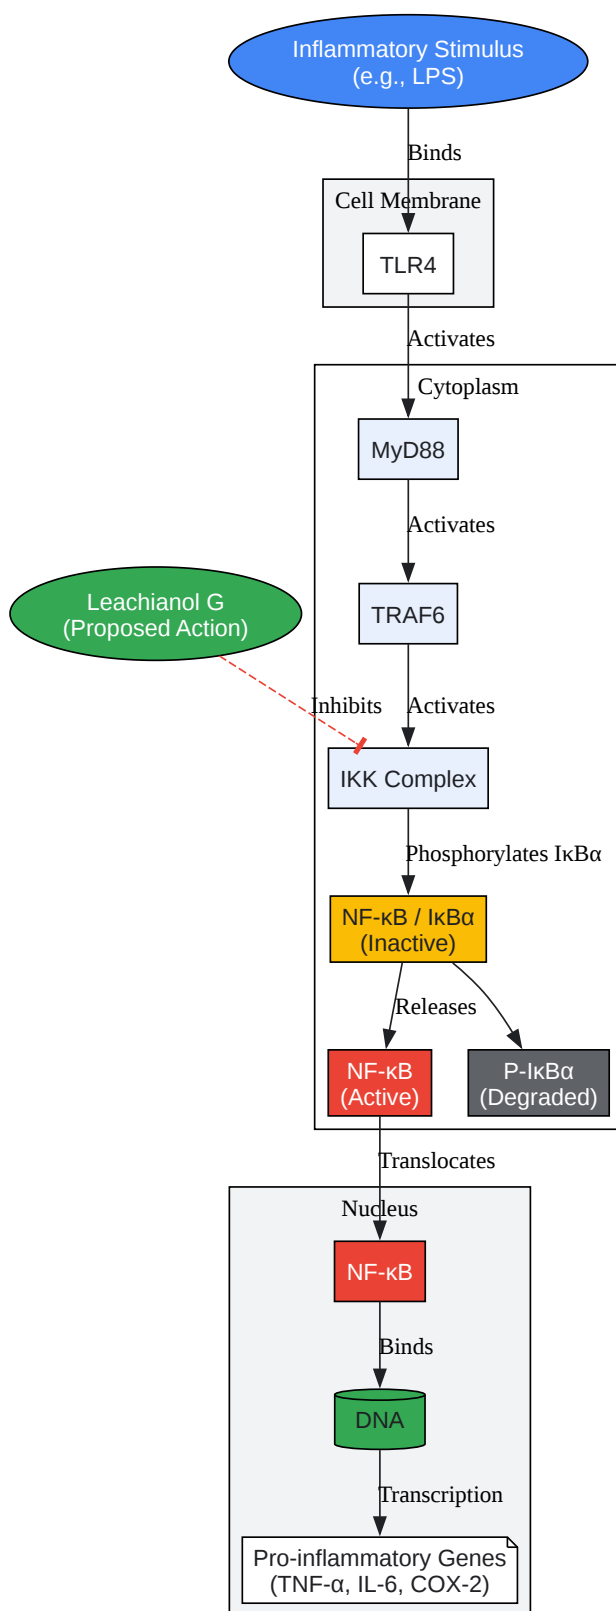 Inflammatory Stimulus
(e.g., LPS)
Binds
Cell Membrane
TLR4
Activates
Cytoplasm
MyD88
Activates
TRAF6
Leachianol G
(Proposed Action)
Inhibits
Activates
IKK Complex
Phosphorylates IκBα
NF-κB / IκBα
(Inactive)
Releases
NF-κB
(Active)
P-IκBα
(Degraded)
Translocates
Nucleus
NF-κB
Binds
DNA
Transcription
Pro-inflammatory Genes
(TNF-α, IL-6, COX-2)